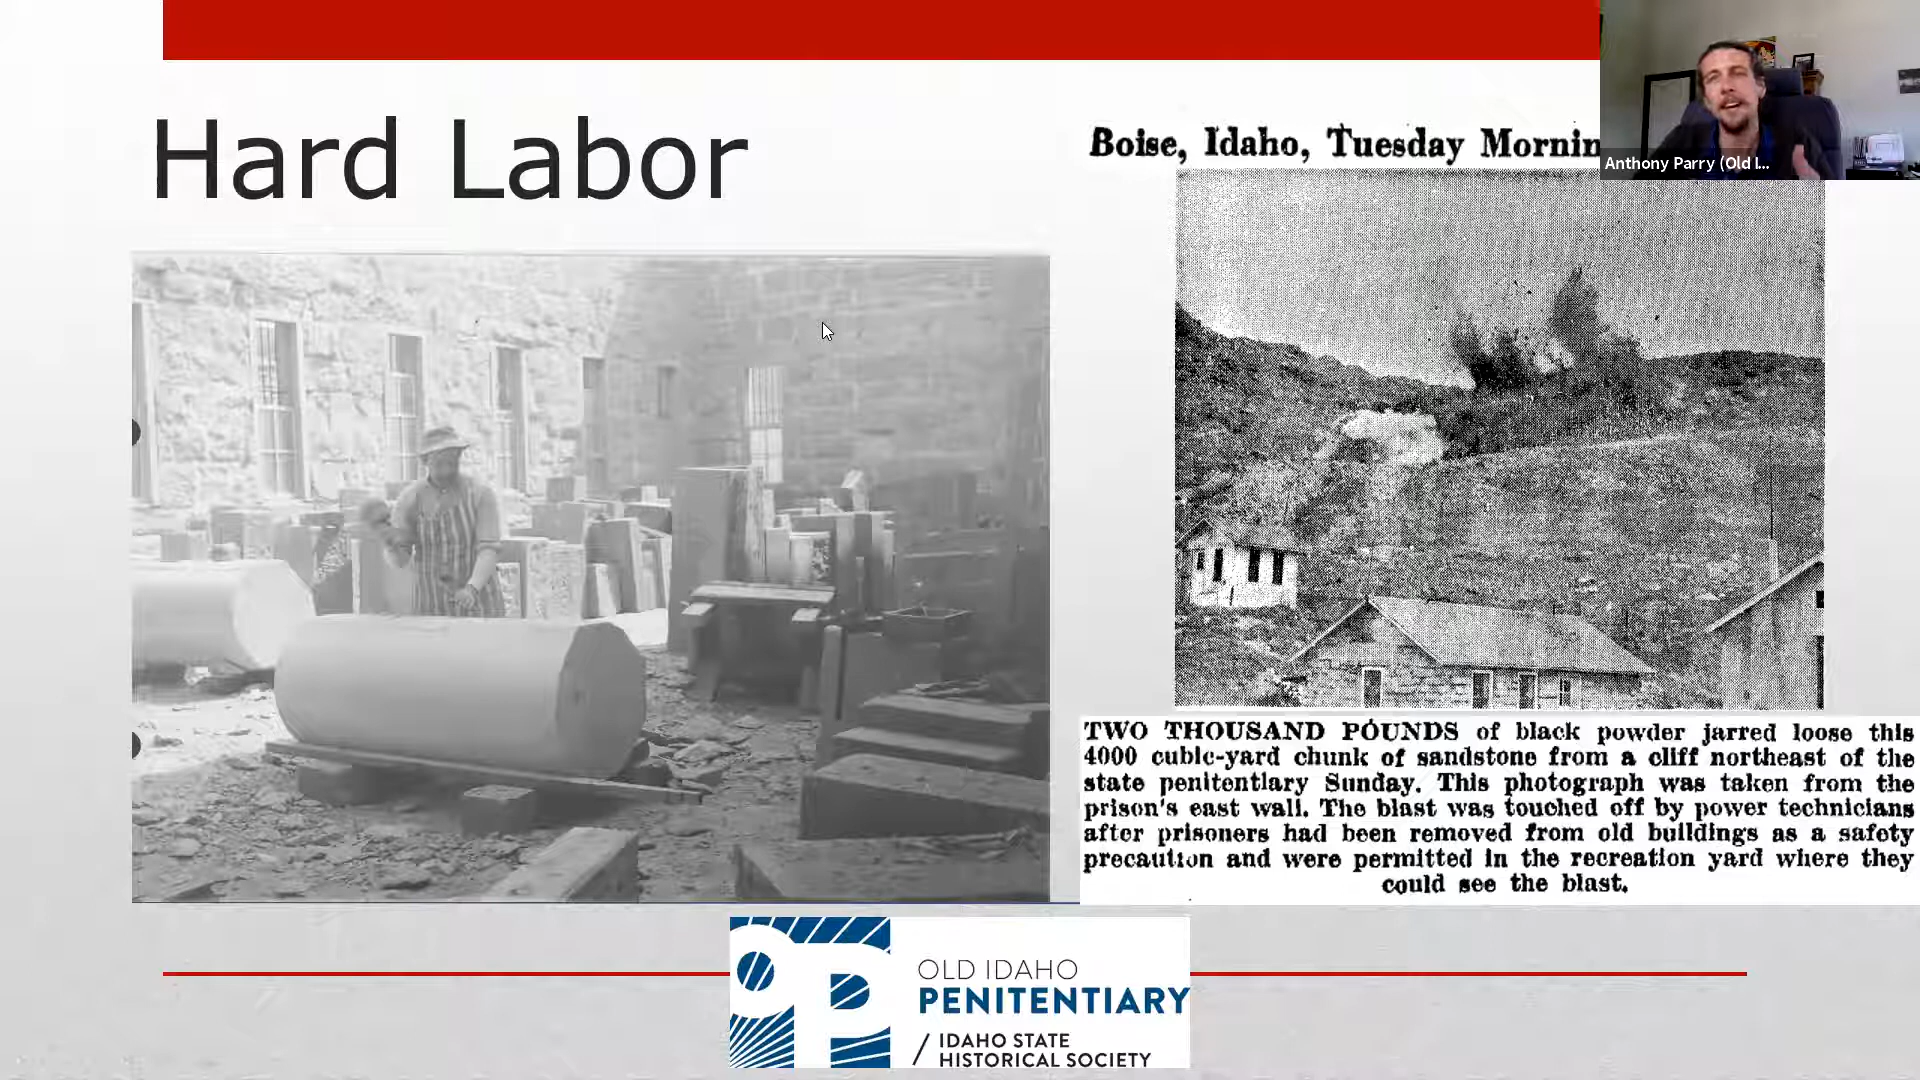 Hard Labor
Boise, Idaho, Tuesday Mornin
Anthony Parry (Old I...
TWO THOUSAND POUNDS of black powder jarred loose this
4000 cubic-yard chunk of sandstone from a cliff northeast of the
state penitentiary Sunday. This photograph was taken from the
prison's east wall. The blast was touched off by power technicians
after prisoners had been removed from old buildings as a safety
precaution and were permitted in the recreation yard where they
could see the blast.
OLD IDAHO
PENITENTIARY
/ IDAHO STATE
HISTORICAL SOCIETY